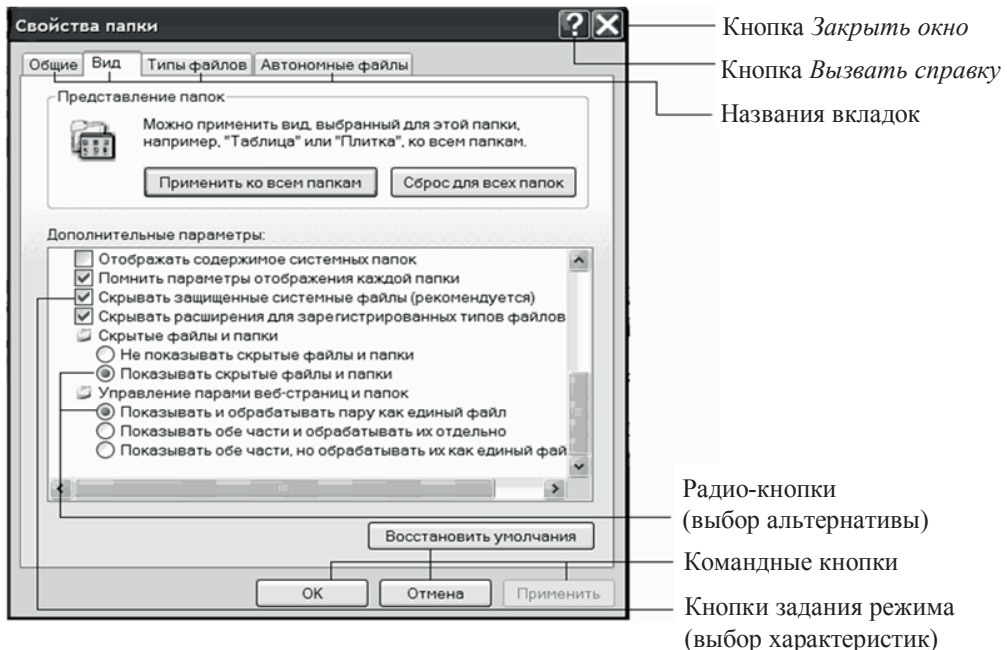 Свойства папки
Кнопка Закрыть окно
Кнопка Вызвать справку
Названия вкладок
Общие Вид Типы файлов Автономные файлы
Представление папок
Можно применить вид, выбранный для этой папки,
например, "Таблица" или "Плитка", ко всем папкам.
Применить ко всем папкам Сброс для всех папок
Дополнительные параметры:
Отображать содержимое системных папок
Помнить параметры отображения каждой папки
Скрывать защищенные системные файлы (рекомендуется)
Скрывать расширения для зарегистрированных типов файлов
Скрытые файлы и папки
Не показывать скрытые файлы и папки
Показывать скрытые файлы и папки
Управление парами веб-страниц и папок
Показывать и обрабатывать пару как единый файл
Показывать обе части и обрабатывать их отдельно
Показывать обе части, но обрабатывать их как единый фай
Восстановить умолчания
OK Отмена Применить
Радио-кнопки
(выбор альтернативы)
Командные кнопки
Кнопки задания режима
(выбор характеристик)